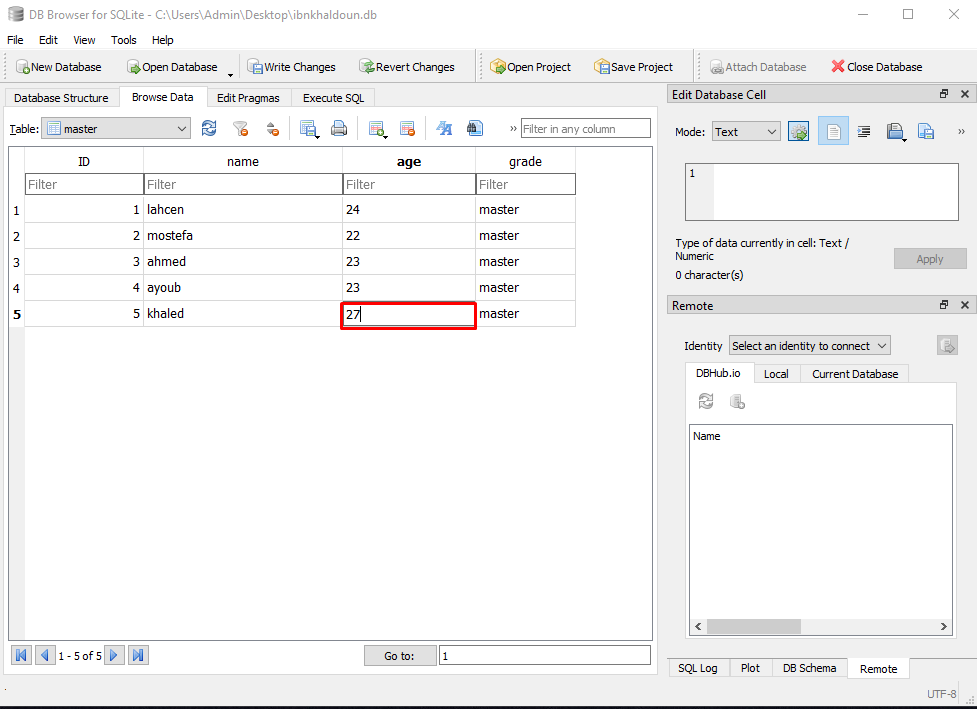 DB Browser for SQLite - C:\Users\Admin\Desktop\ibnkhaldoun.db
File Edit View Tools Help
New Database Open Database Write Changes Revert Changes Open Project Save Project Attach Database Close Database
Database Structure Browse Data Edit Pragmas Execute SQL
Table: master » Filter in any column
ID name age grade
Filter Filter Filter Filter
1 1 lahcen 24 master
2 2 mostefa 22 master
3 3 ahmed 23 master
4 4 ayoub 23 master
5 5 khaled 27 master
1 - 5 of 5 Go to: 1
Edit Database Cell
Mode: Text »
1
Type of data currently in cell: Text /
Numeric
0 character(s)
Apply
Remote
Identity Select an identity to connect
DBHub.io Local Current Database
Name
SQL Log Plot DB Schema Remote
UTF-8